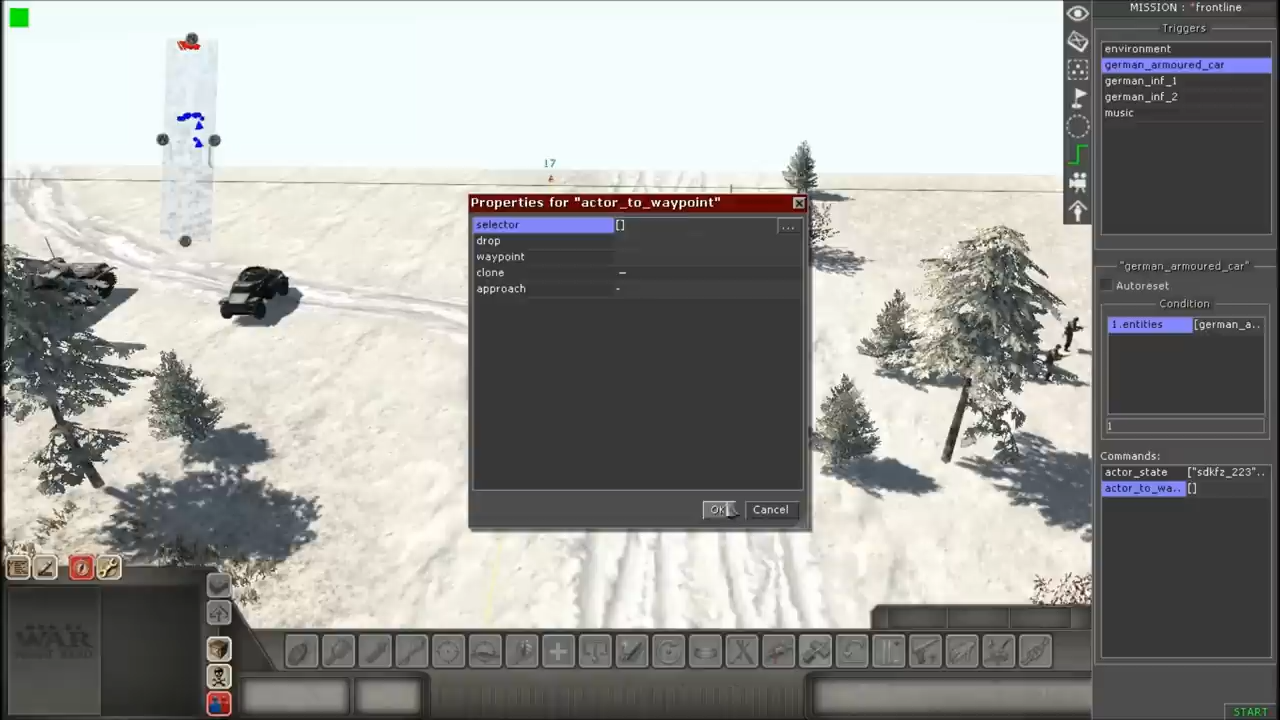 MISSION : *frontline
Triggers
environment
german_armoured_car
german_inf_1
german_inf_2
music
17
Properties for "actor_to_waypoint"
selector []
...
drop
waypoint
clone –
approach -
OK Cancel
"german_armoured_car"
Autoreset
Condition
1.entities [german_a..
1
Commands:
actor_state ["sdkfz_223"..
actor_to_wa.. []
WAR
START